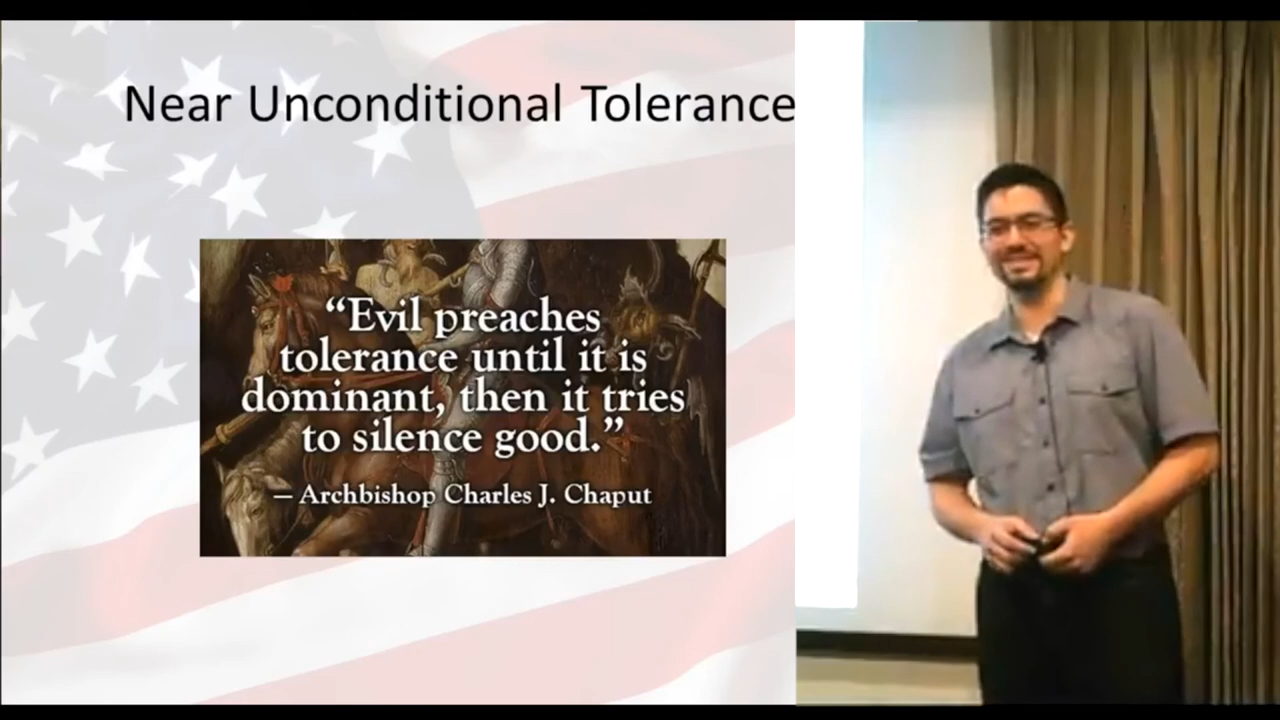 Near Unconditional Tolerance
“Evil preaches
tolerance until it is
dominant, then it tries
to silence good.”
— Archbishop Charles J. Chaput